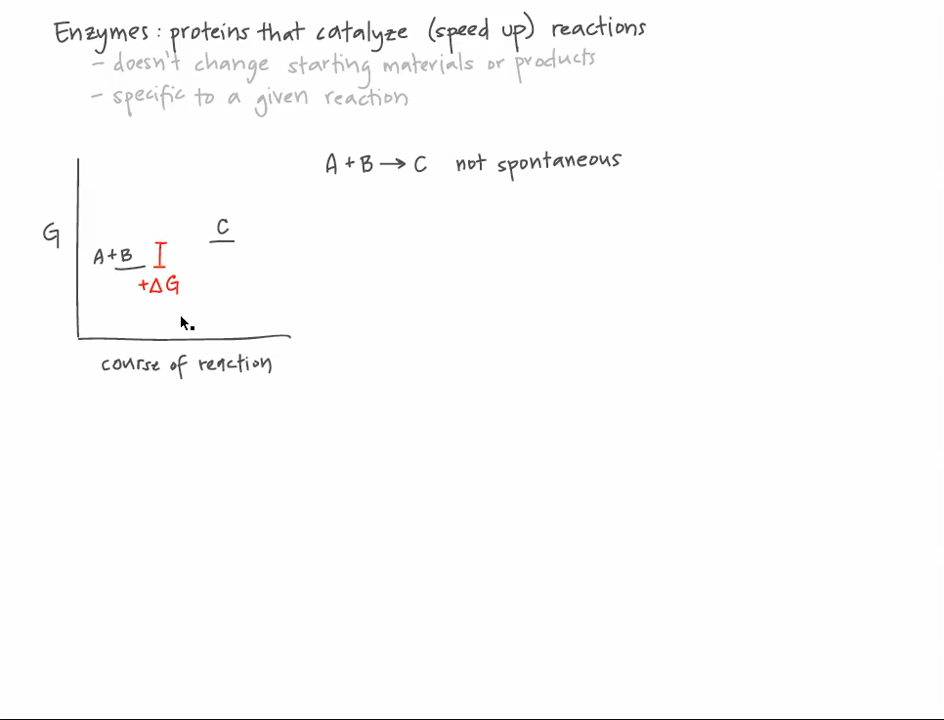 Enzymes: proteins that catalyze (speed up) reactions
- doesn't change starting materials or products
- specific to a given reaction
A + B → C not spontaneous
G
C
A+B
+ΔG
course of reaction